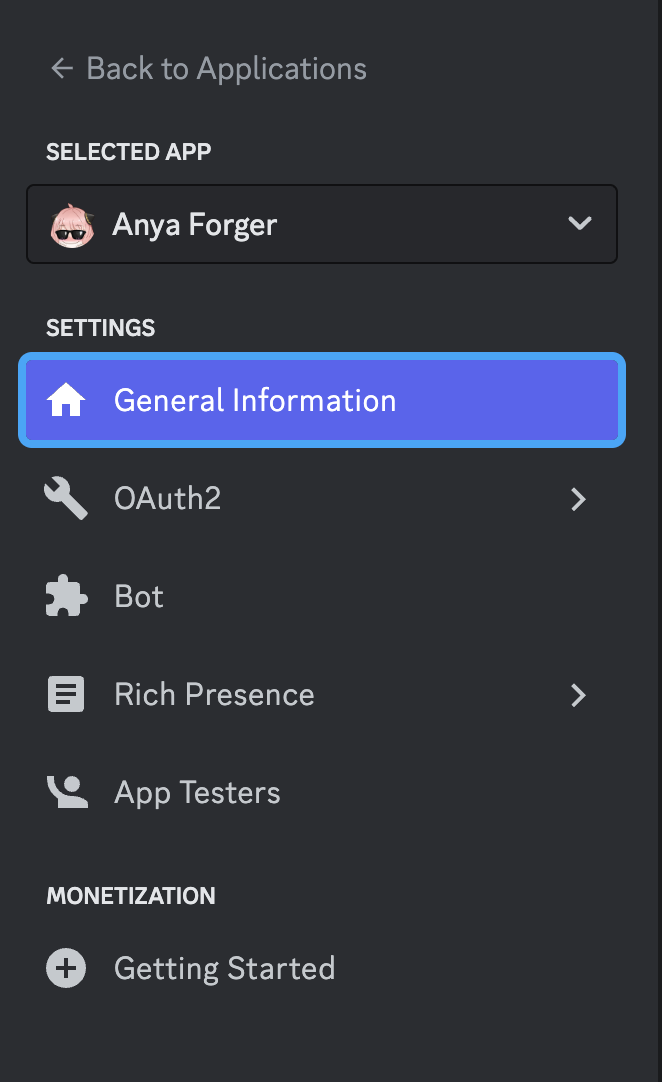 ← Back to Applications
SELECTED APP
Anya Forger
SETTINGS
General Information
OAuth2
Bot
Rich Presence
App Testers
MONETIZATION
Getting Started